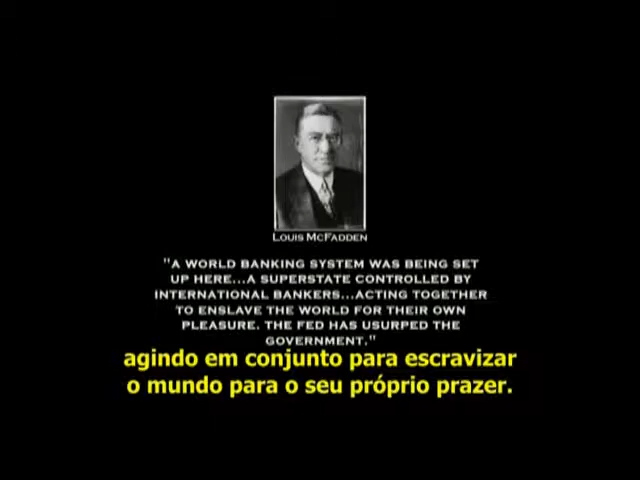 LOUIS MCFADDEN
"A WORLD BANKING SYSTEM WAS BEING SET
UP HERE...A SUPERSTATE CONTROLLED BY
INTERNATIONAL BANKERS...ACTING TOGETHER
TO ENSLAVE THE WORLD FOR THEIR OWN
PLEASURE. THE FED HAS USURPED THE
GOVERNMENT."
agindo em conjunto para escravizar
o mundo para o seu próprio prazer.